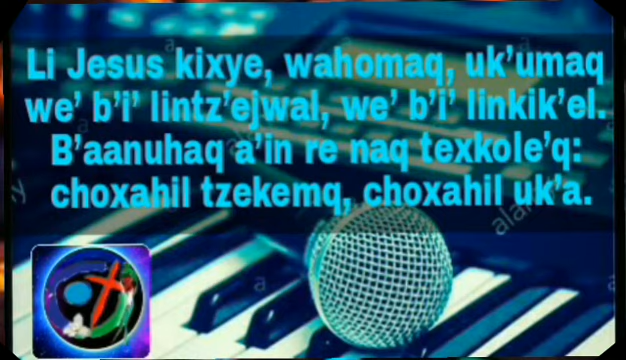 Li Jesus kixye, wahomaq, uk'umaq
we' b'i' lintz'ejwal, we' b'i' linkik'el.
B'aanuhaq a'in re naq texkole'q:
choxahil tzekemq, choxahil uk'a.